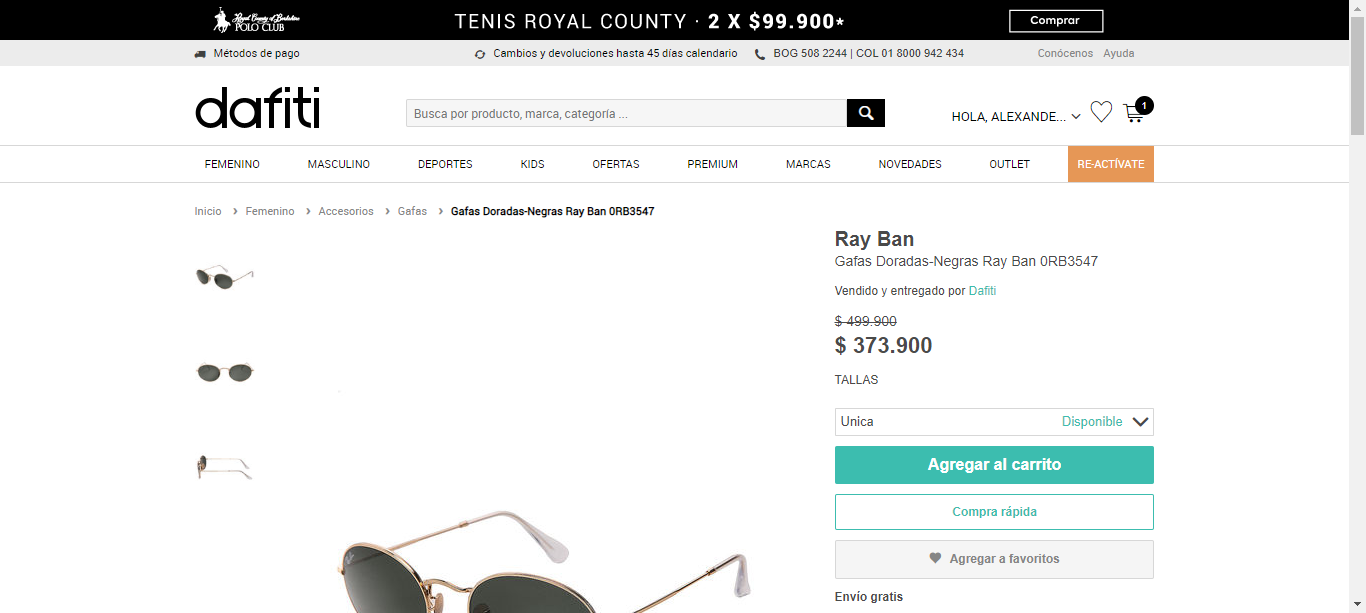 Royal County of Berkshire
POLO CLUB
TENIS ROYAL COUNTY · 2 X $99.900*
Comprar
Métodos de pago
Cambios y devoluciones hasta 45 días calendario
BOG 508 2244 | COL 01 8000 942 434
Conócenos
Ayuda
dafiti
Busca por producto, marca, categoría ...
HOLA, ALEXANDE...
1
FEMENINO
MASCULINO
DEPORTES
KIDS
OFERTAS
PREMIUM
MARCAS
NOVEDADES
OUTLET
RE-ACTÍVATE
Inicio > Femenino > Accesorios > Gafas > Gafas Doradas-Negras Ray Ban 0RB3547
Ray Ban
Gafas Doradas-Negras Ray Ban 0RB3547
Vendido y entregado por Dafiti
$ 499.900
$ 373.900
TALLAS
Unica
Disponible
Agregar al carrito
Compra rápida
Agregar a favoritos
Envío gratis